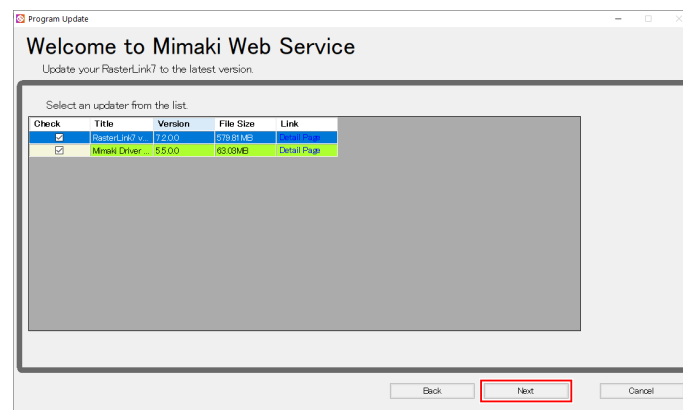 Program Update
Welcome to Mimaki Web Service
Update your RasterLink7 to the latest version.
Select an updater from the list.
Check Title Version File Size Link
RasterLink7 v... 7.2.0.0 579.81MB Detail Page
Mimaki Driver ... 5.5.0.0 63.03MB Detail Page
Back Next Cancel